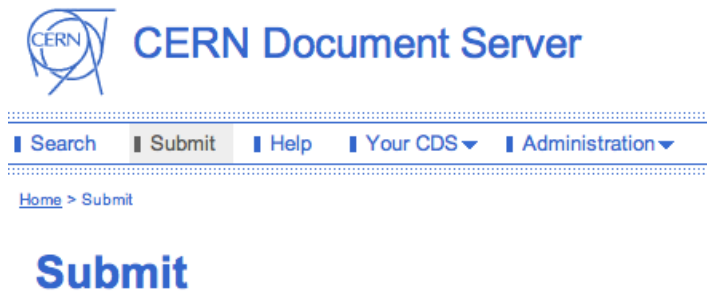 CERN
CERN Document Server
Search Submit Help Your CDS Administration
Home > Submit
Submit